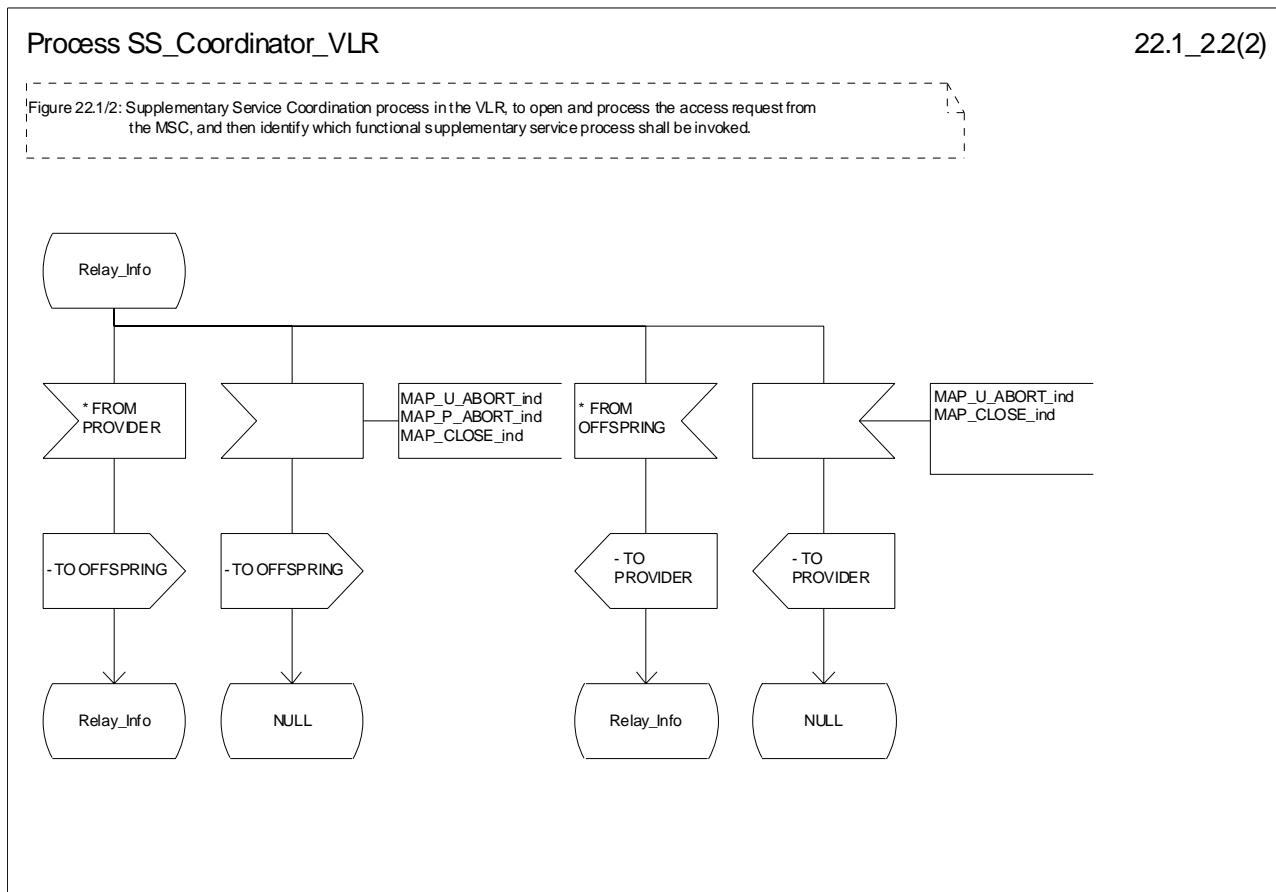 Process SS_Coordinator_VLR
22.1_2.2(2)
Figure 22.1/2: Supplementary Service Coordination process in the VLR, to open and process the access request from
the MSC, and then identify which functional supplementary service process shall be invoked.
Relay_Info
* FROM
PROVIDER
MAP_U_ABORT_ind
MAP_P_ABORT_ind
MAP_CLOSE_ind
* FROM
OFFSPRING
MAP_U_ABORT_ind
MAP_CLOSE_ind
- TO OFFSPRING
- TO OFFSPRING
- TO
PROVIDER
- TO
PROVIDER
Relay_Info
NULL
Relay_Info
NULL